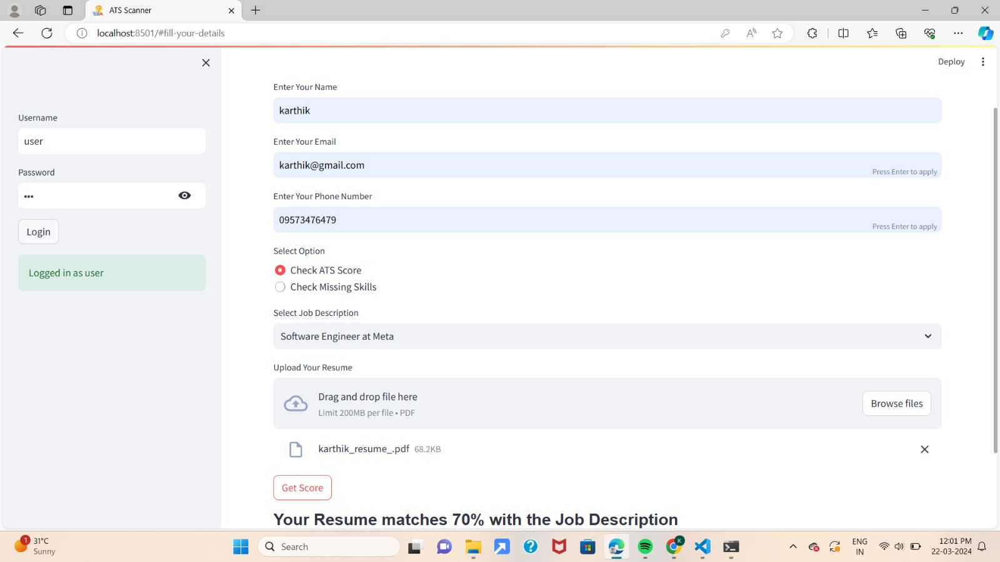 ATS Scanner
localhost:8501/#fill-your-details
Deploy
Username
user
Password
•••
Login
Logged in as user
Enter Your Name
karthik
Enter Your Email
karthik@gmail.com
Press Enter to apply
Enter Your Phone Number
09573476479
Press Enter to apply
Select Option
Check ATS Score
Check Missing Skills
Select Job Description
Software Engineer at Meta
Upload Your Resume
Drag and drop file here
Limit 200MB per file • PDF
Browse files
karthik_resume_.pdf 68.2KB
Get Score
Your Resume matches 70% with the Job Description
1
31°C
Sunny
Search
K
ENG
IN
12:01 PM
22-03-2024